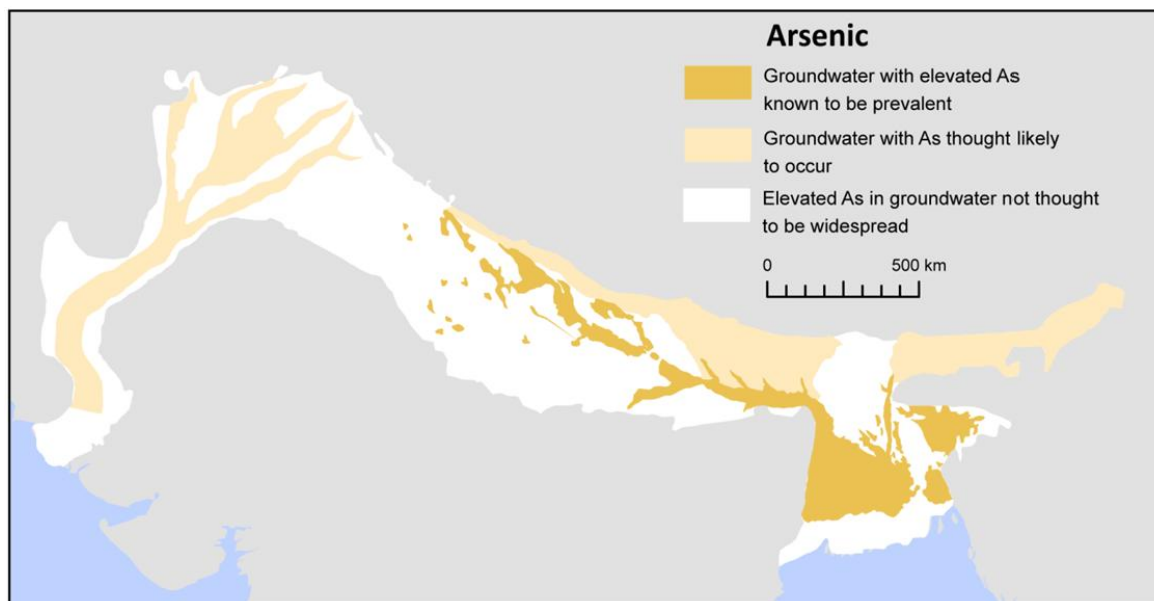 Arsenic
Groundwater with elevated As
known to be prevalent
Groundwater with As thought likely
to occur
Elevated As in groundwater not thought
to be widespread
0 500 km